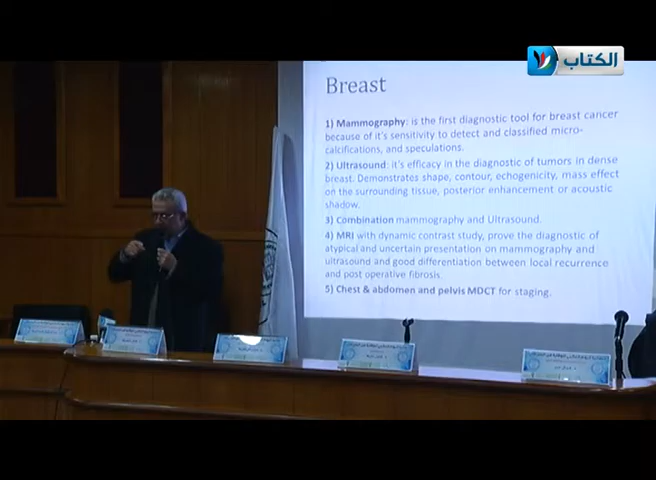 الكتاب
Breast
1) Mammography: is the first diagnostic tool for breast cancer
because of it's sensitivity to detect and classified micro-
calcifications, and speculations.
2) Ultrasound: it's efficacy in the diagnostic of tumors in dense
breast. Demonstrates shape, contour, echogenicity, mass effect
on the surrounding tissue, posterior enhancement or acoustic
shadow.
3) Combination mammography and Ultrasound.
4) MRI with dynamic contrast study, prove the diagnostic of
atypical and uncertain presentation on mammography and
ultrasound and good differentiation between local recurrence
and post operative fibrosis.
5) Chest & abdomen and pelvis MDCT for staging.